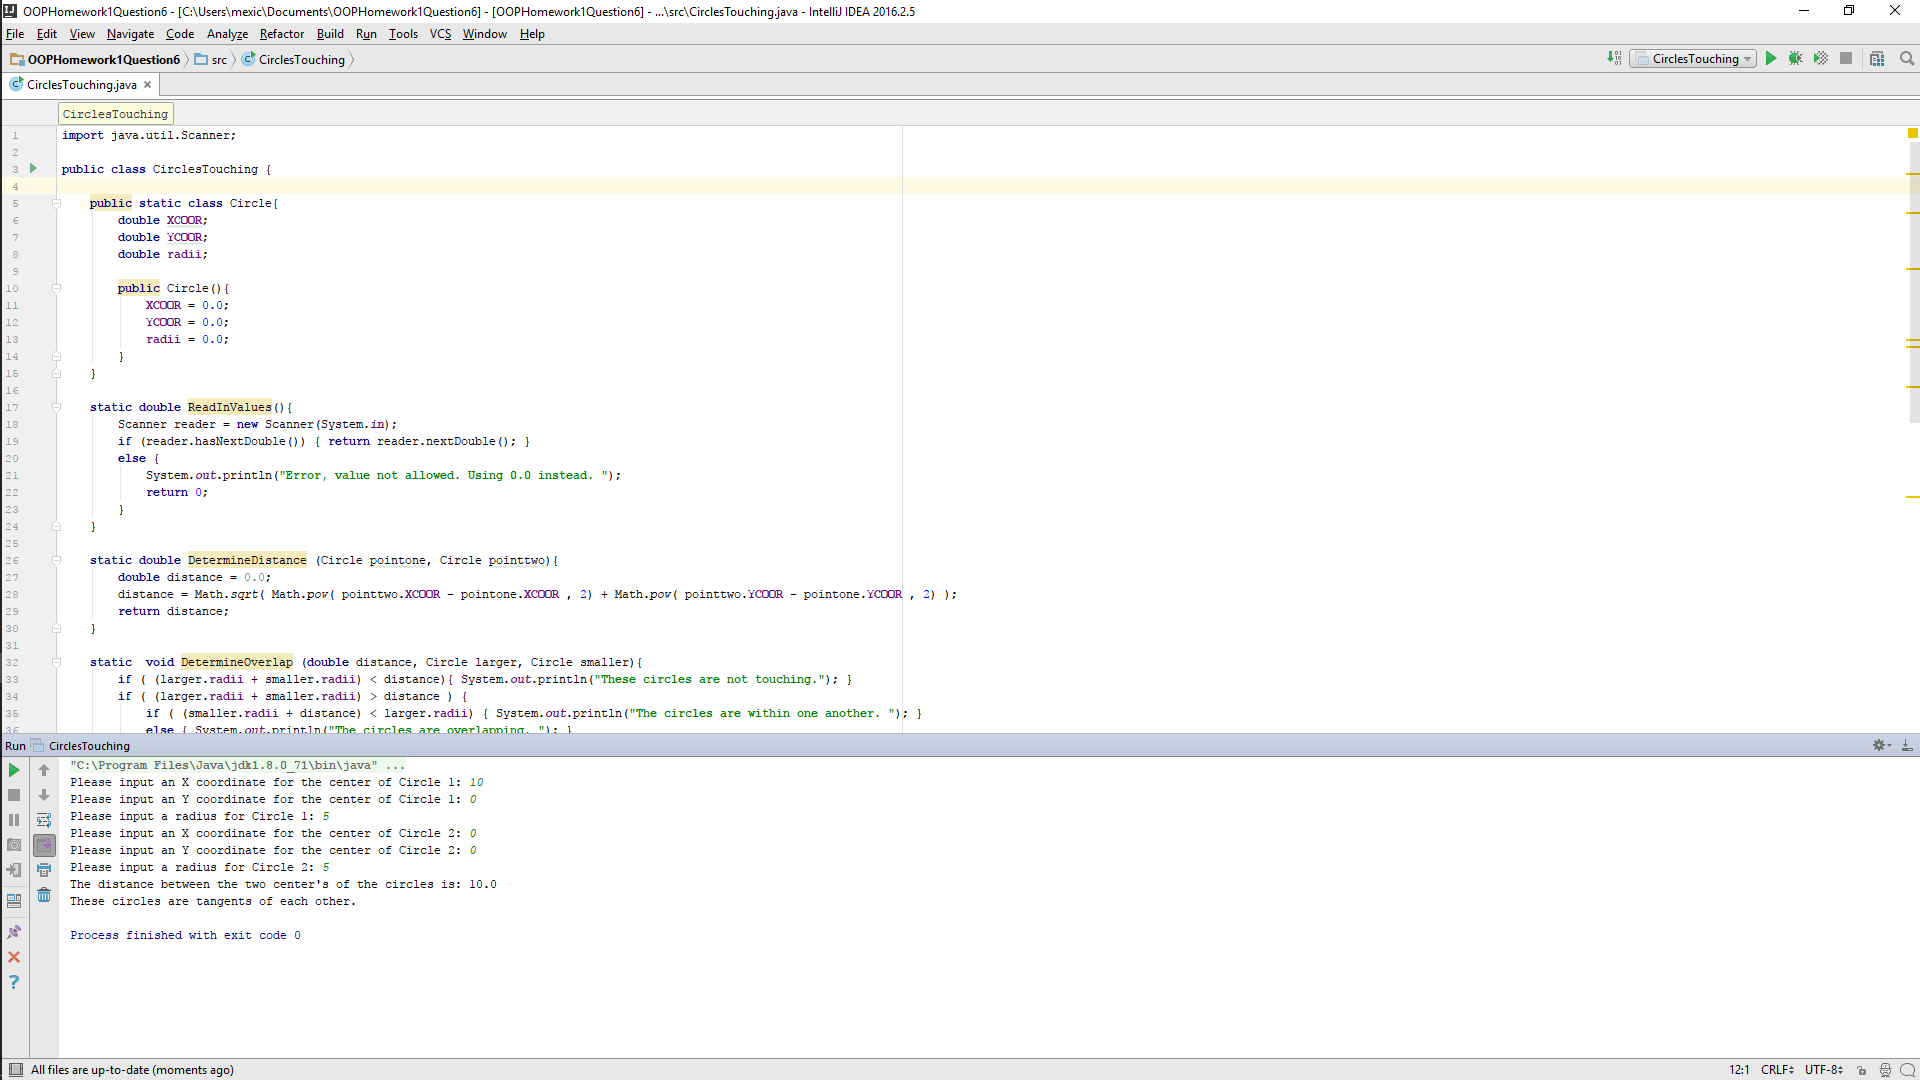 OOPHomework1Question6 - [C:\Users\mexic\Documents\OOPHomework1Question6] - [OOPHomework1Question6] - ...\src\CirclesTouching.java - IntelliJ IDEA 2016.2.5
File Edit View Navigate Code Analyze Refactor Build Run Tools VCS Window Help
OOPHomework1Question6 src CirclesTouching CirclesTouching
CirclesTouching.java
CirclesTouching
1 import java.util.Scanner;
2
3 public class CirclesTouching {
4
5 public static class Circle{
6 double XCOOR;
7 double YCOOR;
8 double radii;
9
10 public Circle(){
11 XCOOR = 0.0;
12 YCOOR = 0.0;
13 radii = 0.0;
14 }
15 }
16
17 static double ReadInValues(){
18 Scanner reader = new Scanner(System.in);
19 if (reader.hasNextDouble()) { return reader.nextDouble(); }
20 else {
21 System.out.println("Error, value not allowed. Using 0.0 instead. ");
22 return 0;
23 }
24 }
25
26 static double DetermineDistance (Circle pointone, Circle pointtwo){
27 double distance = 0.0;
28 distance = Math.sqrt( Math.pow( pointtwo.XCOOR - pointone.XCOOR , 2) + Math.pow( pointtwo.YCOOR - pointone.YCOOR , 2) );
29 return distance;
30 }
31
32 static  void DetermineOverlap (double distance, Circle larger, Circle smaller){
33 if ( (larger.radii + smaller.radii) < distance){ System.out.println("These circles are not touching."); }
34 if ( (larger.radii + smaller.radii) > distance ) {
35 if ( (smaller.radii + distance) < larger.radii) { System.out.println("The circles are within one another. "); }
36 else { System.out.println("The circles are overlapping. "); }
Run CirclesTouching
"C:\Program Files\Java\jdk1.8.0_71\bin\java" ...
Please input an X coordinate for the center of Circle 1: 10
Please input an Y coordinate for the center of Circle 1: 0
Please input a radius for Circle 1: 5
Please input an X coordinate for the center of Circle 2: 0
Please input an Y coordinate for the center of Circle 2: 0
Please input a radius for Circle 2: 5
The distance between the two center's of the circles is: 10.0
These circles are tangents of each other.
Process finished with exit code 0
All files are up-to-date (moments ago) 12:1 CRLF UTF-8